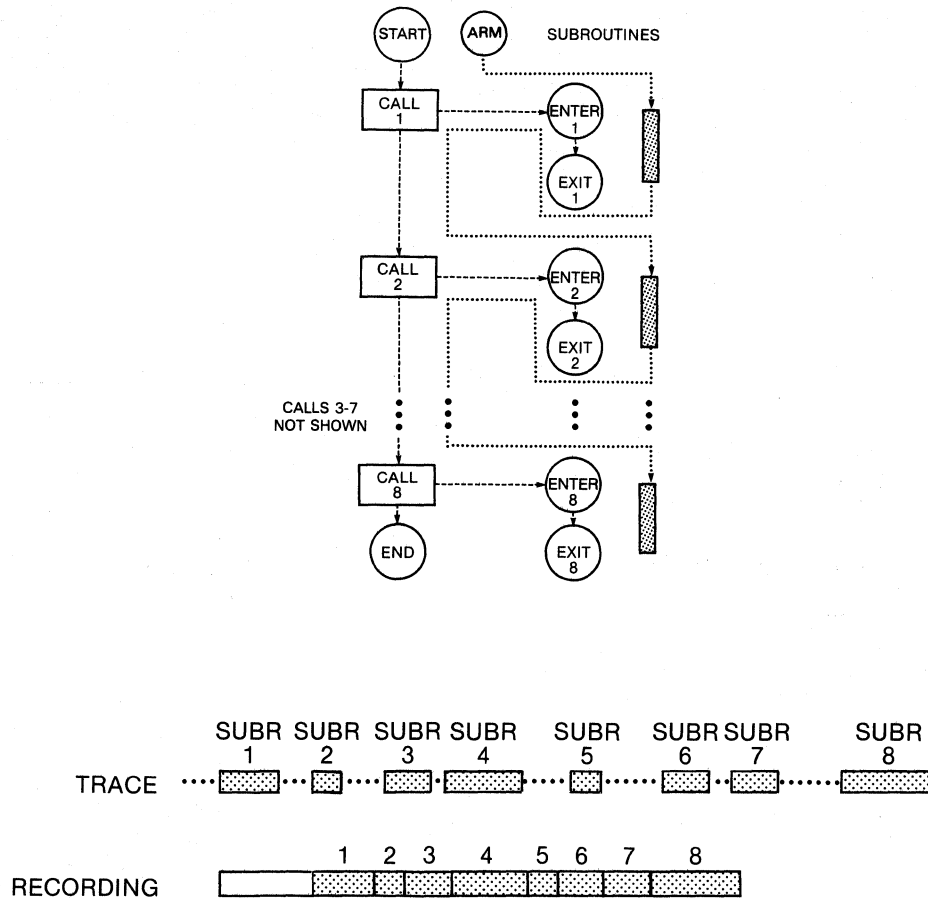 START
ARM
SUBROUTINES
CALL
1
ENTER
1
EXIT
1
CALL
2
ENTER
2
EXIT
2
CALLS 3-7
NOT SHOWN
CALL
8
ENTER
8
END
EXIT
8
SUBR SUBR SUBR SUBR SUBR SUBR SUBR SUBR
1 2 3 4 5 6 7 8
TRACE
1 2 3 4 5 6 7 8
RECORDING